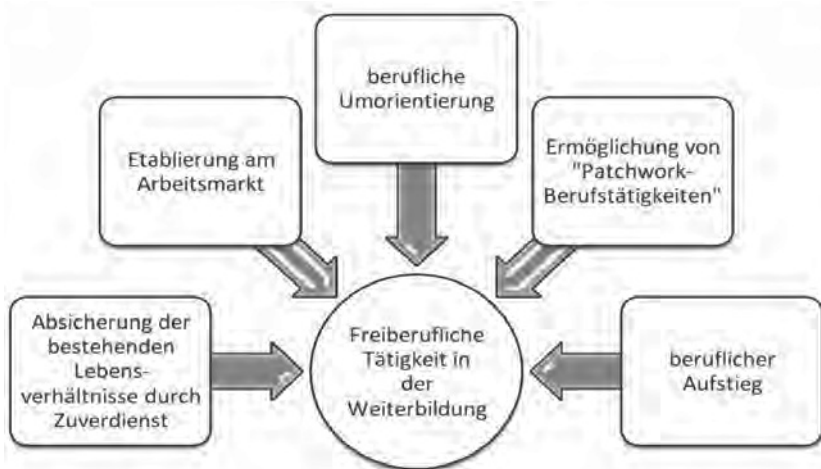 berufliche
Umorientierung
Etablierung am
Arbeitsmarkt
Ermöglichung von
"Patchwork-
Berufstätigkeiten"
Absicherung der
bestehenden
Lebens-
verhältnisse durch
Zuverdienst
Freiberufliche
Tätigkeit in
der
Weiterbildung
beruflicher
Aufstieg